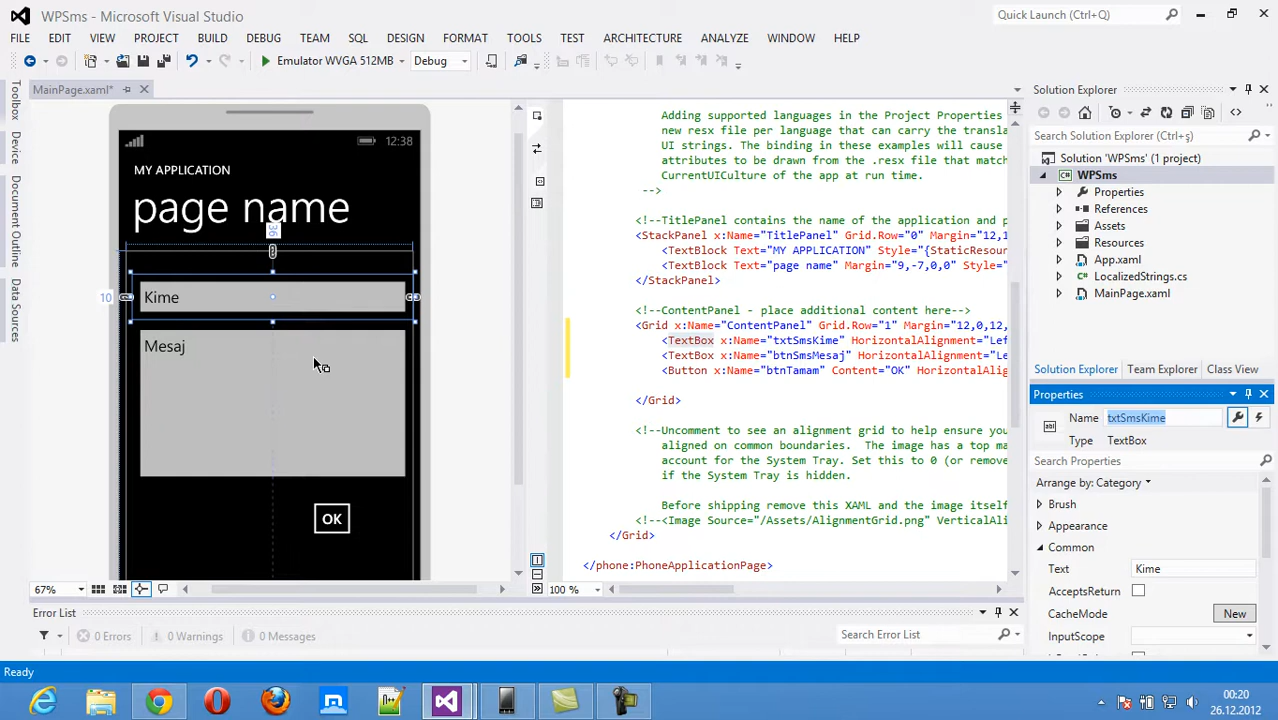 WPSms - Microsoft Visual Studio
Quick Launch (Ctrl+Q)
FILE EDIT VIEW PROJECT BUILD DEBUG TEAM SQL DESIGN FORMAT TOOLS TEST ARCHITECTURE ANALYZE WINDOW HELP
Emulator WVGA 512MB Debug
MainPage.xaml*
Toolbox
Device
Document Outline
Data Sources
12:38
MY APPLICATION
page name
36
10
Kime
Mesaj
OK
67%
Adding supported languages in the Project Properties
new resx file per language that can carry the transla
UI strings. The binding in these examples will cause
attributes to be drawn from the .resx file that match
CurrentUICulture of the app at run time.
-->
<!--TitlePanel contains the name of the application and p
<StackPanel x:Name="TitlePanel" Grid.Row="0" Margin="12,1
<TextBlock Text="MY APPLICATION" Style="{StaticResou
<TextBlock Text="page name" Margin="9,-7,0,0" Style="
</StackPanel>
<!--ContentPanel - place additional content here-->
<Grid x:Name="ContentPanel" Grid.Row="1" Margin="12,0,12,
<TextBox x:Name="txtSmsKime" HorizontalAlignment="Lef
<TextBox x:Name="btnSmsMesaj" HorizontalAlignment="Le
<Button x:Name="btnTamam" Content="OK" HorizontalAlig
</Grid>
<!--Uncomment to see an alignment grid to help ensure you
aligned on common boundaries.  The image has a top ma
account for the System Tray. Set this to 0 (or remove
if the System Tray is hidden.
Before shipping remove this XAML and the image itself
<!--<Image Source="/Assets/AlignmentGrid.png" VerticalAli
</Grid>
</phone:PhoneApplicationPage>
100 %
Solution Explorer
Search Solution Explorer (Ctrl+ş)
Solution 'WPSms' (1 project)
WPSms
Properties
References
Assets
Resources
App.xaml
LocalizedStrings.cs
MainPage.xaml
Solution Explorer Team Explorer Class View
Properties
Name txtSmsKime
Type TextBox
Search Properties
Arrange by: Category
Brush
Appearance
Common
Text Kime
AcceptsReturn
CacheMode New
InputScope
Error List
0 Errors 0 Warnings 0 Messages
Search Error List
Ready
00:20
26.12.2012